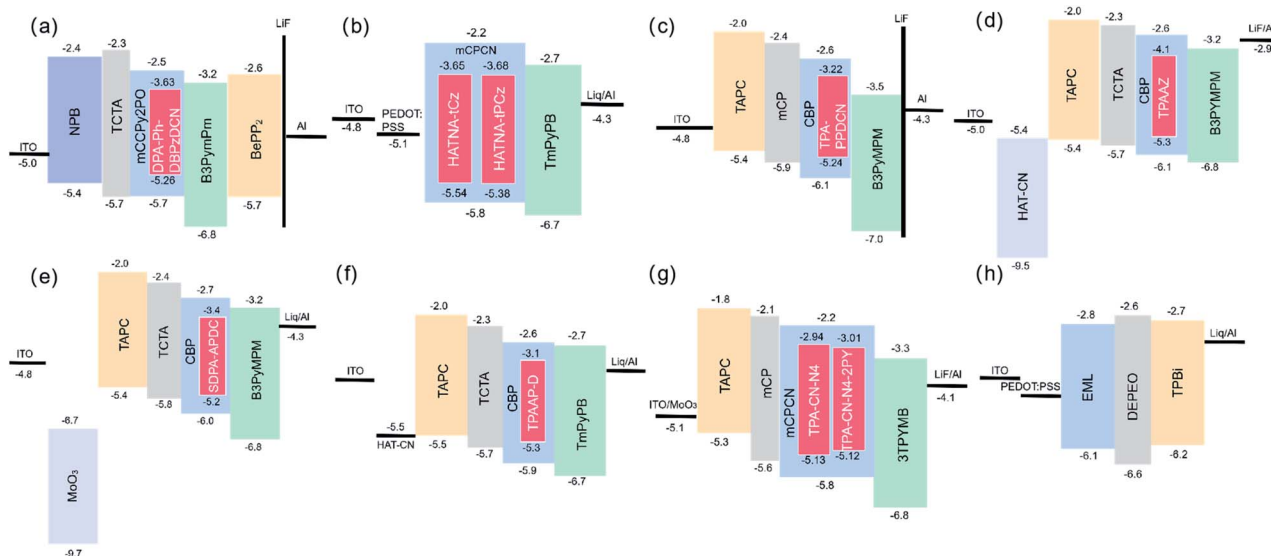 (a)
LiF
-2.4
-2.3
-2.5
-3.63
-3.2
-2.6
NPB
TCTA
mCCPy2PO
DPA-Ph-
DBPzDCN
B3PymPm
BePP2
Al
ITO
-5.0
-5.26
-5.4
-5.7
-5.7
-6.8
-5.7
(b)
-2.2
mCPCN
-3.65
-3.68
-2.7
ITO
-4.8
PEDOT:
PSS
-5.1
HATNA-tCz
HATNA-tPCz
TmPyPB
Liq/Al
-4.3
-5.54
-5.38
-5.8
-6.7
(c)
LiF
-2.0
-2.4
-2.6
-3.22
-3.5
TAPC
mCP
CBP
TPA-
PPDCN
B3PyMPM
Al
-4.3
ITO
-4.8
-5.24
-5.4
-5.9
-6.1
-7.0
(d)
-2.0
-2.3
-2.6
-4.1
-3.2
LiF/Al
-2.9
TAPC
TCTA
CBP
TPAAZ
B3PYMPM
ITO
-5.0
-5.4
-5.3
-5.4
-5.7
-6.1
-6.8
HAT-CN
-9.5
(e)
-2.0
-2.4
-2.7
-3.4
-3.2
Liq/Al
-4.3
TAPC
TCTA
CBP
SDPA-APDC
B3PyMPM
ITO
-4.8
-5.2
-5.4
-5.8
-6.0
-6.8
-6.7
MoO3
-9.7
(f)
-2.0
-2.3
-2.6
-3.1
-2.7
Liq/Al
ITO
TAPC
TCTA
CBP
TPAAP-D
TmPyPB
-5.5
HAT-CN
-5.3
-5.5
-5.7
-5.9
-6.7
(g)
-1.8
-2.1
-2.2
-2.94
-3.01
-3.3
TAPC
mCP
mCPCN
TPA-CN-N4
TPA-CN-N4-2PY
3TPYMB
LiF/Al
-4.1
ITO/MoO3
-5.1
-5.13
-5.12
-5.3
-5.6
-5.8
-6.8
(h)
-2.8
-2.6
-2.7
Liq/Al
ITO
PEDOT:PSS
EML
DEPEO
TPBi
-6.1
-6.6
-6.2